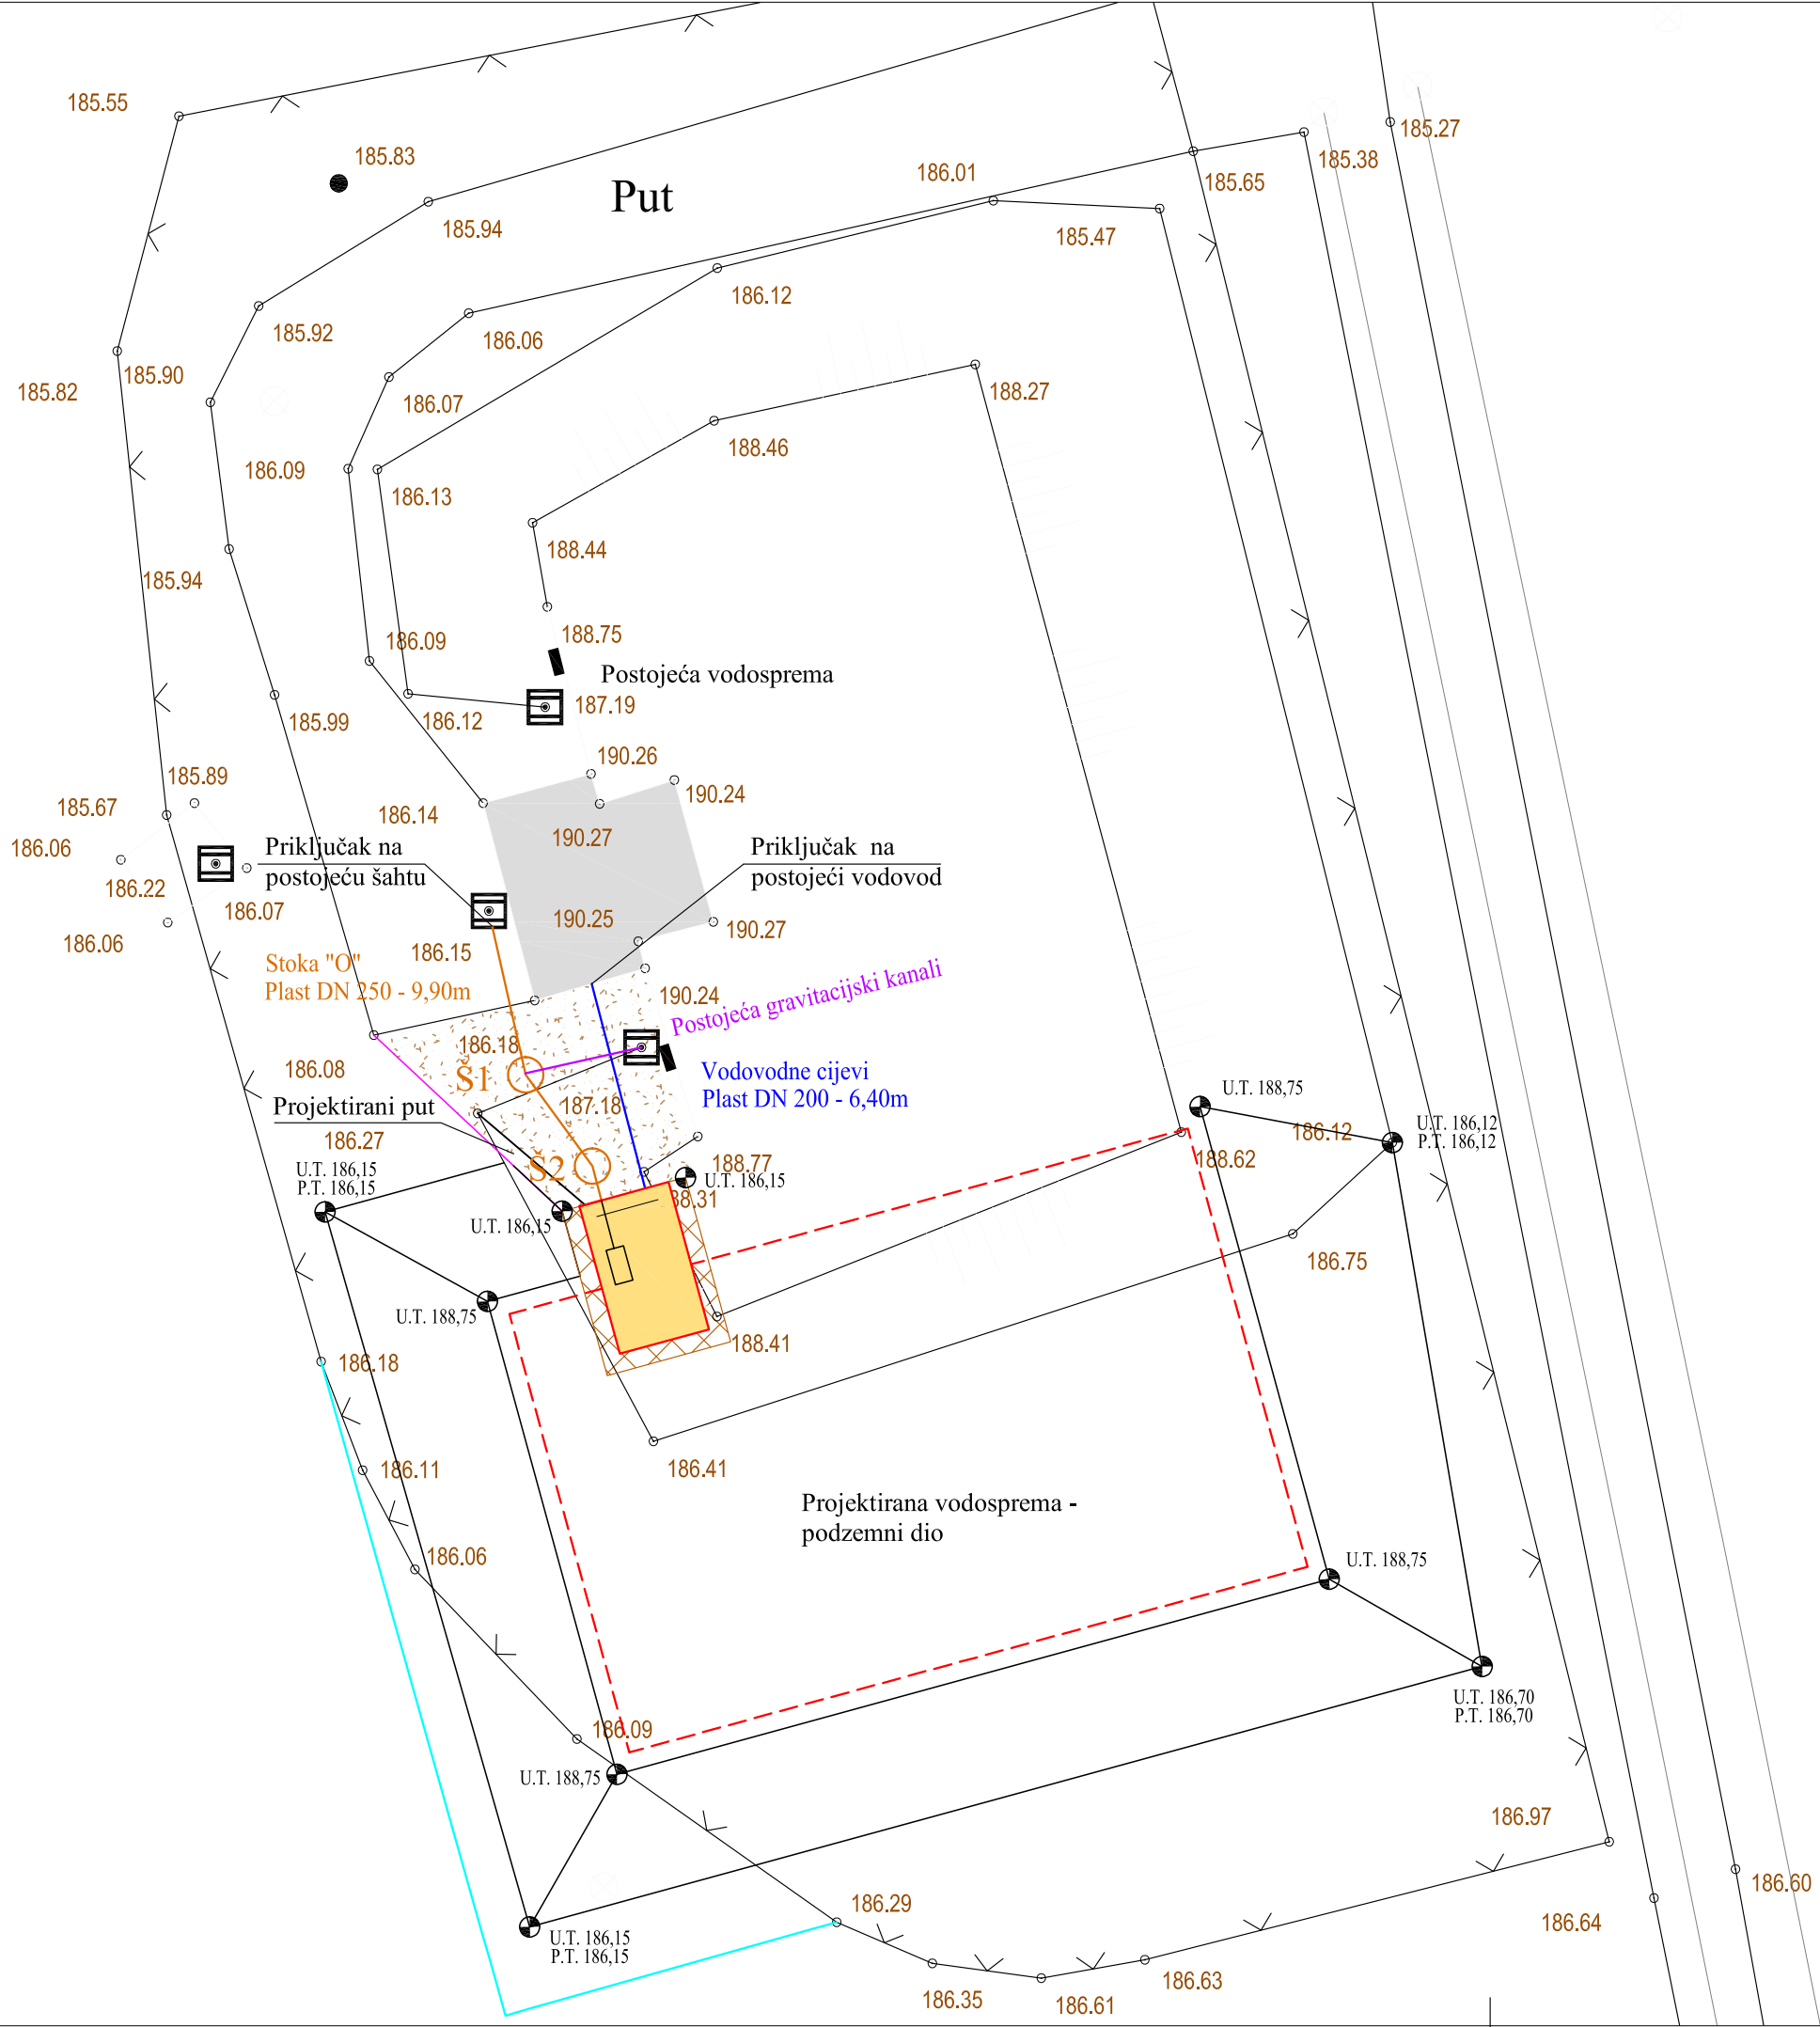 185.55
185.83
185.27
185.38
186.01
185.65
Put
185.94
185.47
186.12
185.92
186.06
185.90
185.82
186.07
188.27
188.46
186.09
186.13
188.44
185.94
188.75
186.09
Postojeća vodosprema
187.19
185.99
186.12
190.26
185.89
190.24
185.67
186.14
190.27
186.06
Priključak na
postojeću šahtu
Priključak na
postojeći vodovod
186.22
186.07
190.25
190.27
186.06
186.15
Stoka "O"
Plast DN 250 - 9,90m
190.24
Postojeća gravitacijski kanali
186.18
186.08
Š1
Vodovodne cijevi
Plast DN 200 - 6,40m
U.T. 188,75
Projektirani put
187.18
186.27
186.12
U.T. 186,12
P.T. 186,12
188.77
188.62
Š2
U.T. 186,15
P.T. 186,15
U.T. 186,15
88.31
U.T. 186,15
186.75
U.T. 188,75
188.41
186.18
186.11
186.41
Projektirana vodosprema -
podzemni dio
186.06
U.T. 188,75
U.T. 186,70
P.T. 186,70
186.09
U.T. 188,75
186.97
186.60
186.29
186.64
U.T. 186,15
P.T. 186,15
186.63
186.35
186.61